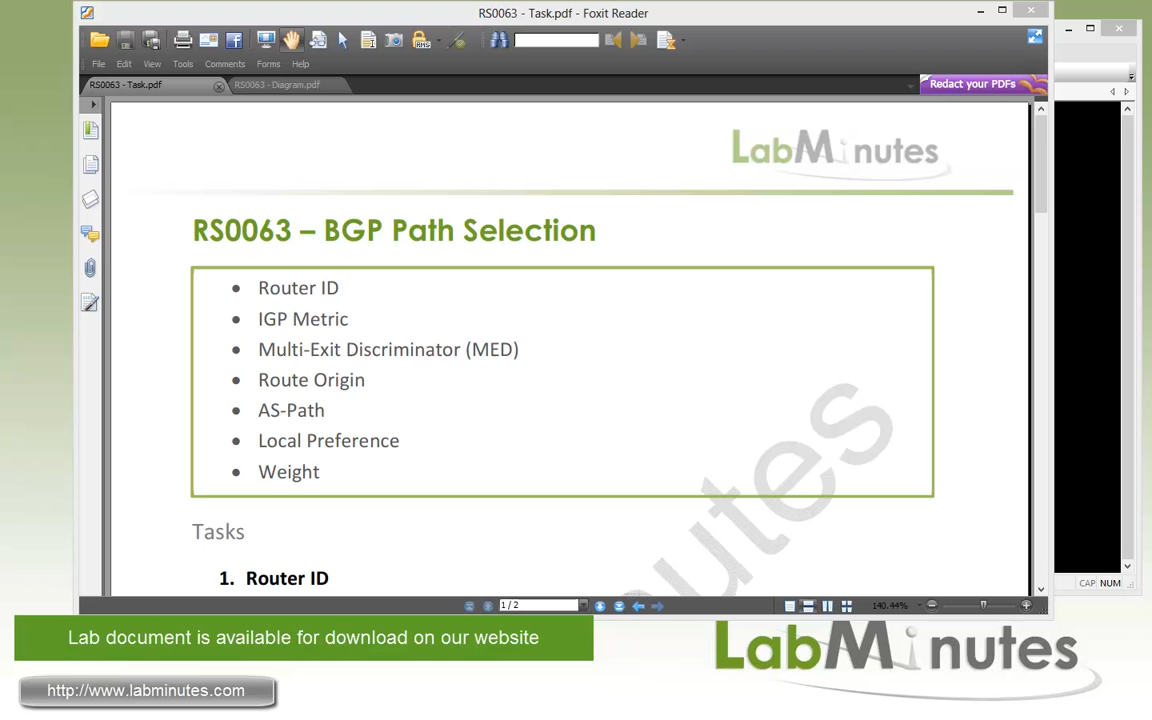 RS0063 - Task.pdf - Foxit Reader
File Edit View Tools Comments Forms Help
RS0063 - Task.pdf
RS0063 - Diagram.pdf
Redact your PDFs
LabMinutes
RS0063 – BGP Path Selection
• Router ID
• IGP Metric
• Multi-Exit Discriminator (MED)
• Route Origin
• AS-Path
• Local Preference
• Weight
Tasks
1. Router ID
utes
1 / 2
140.44%
CAP NUM
Lab document is available for download on our website
LabMinutes
http://www.labminutes.com